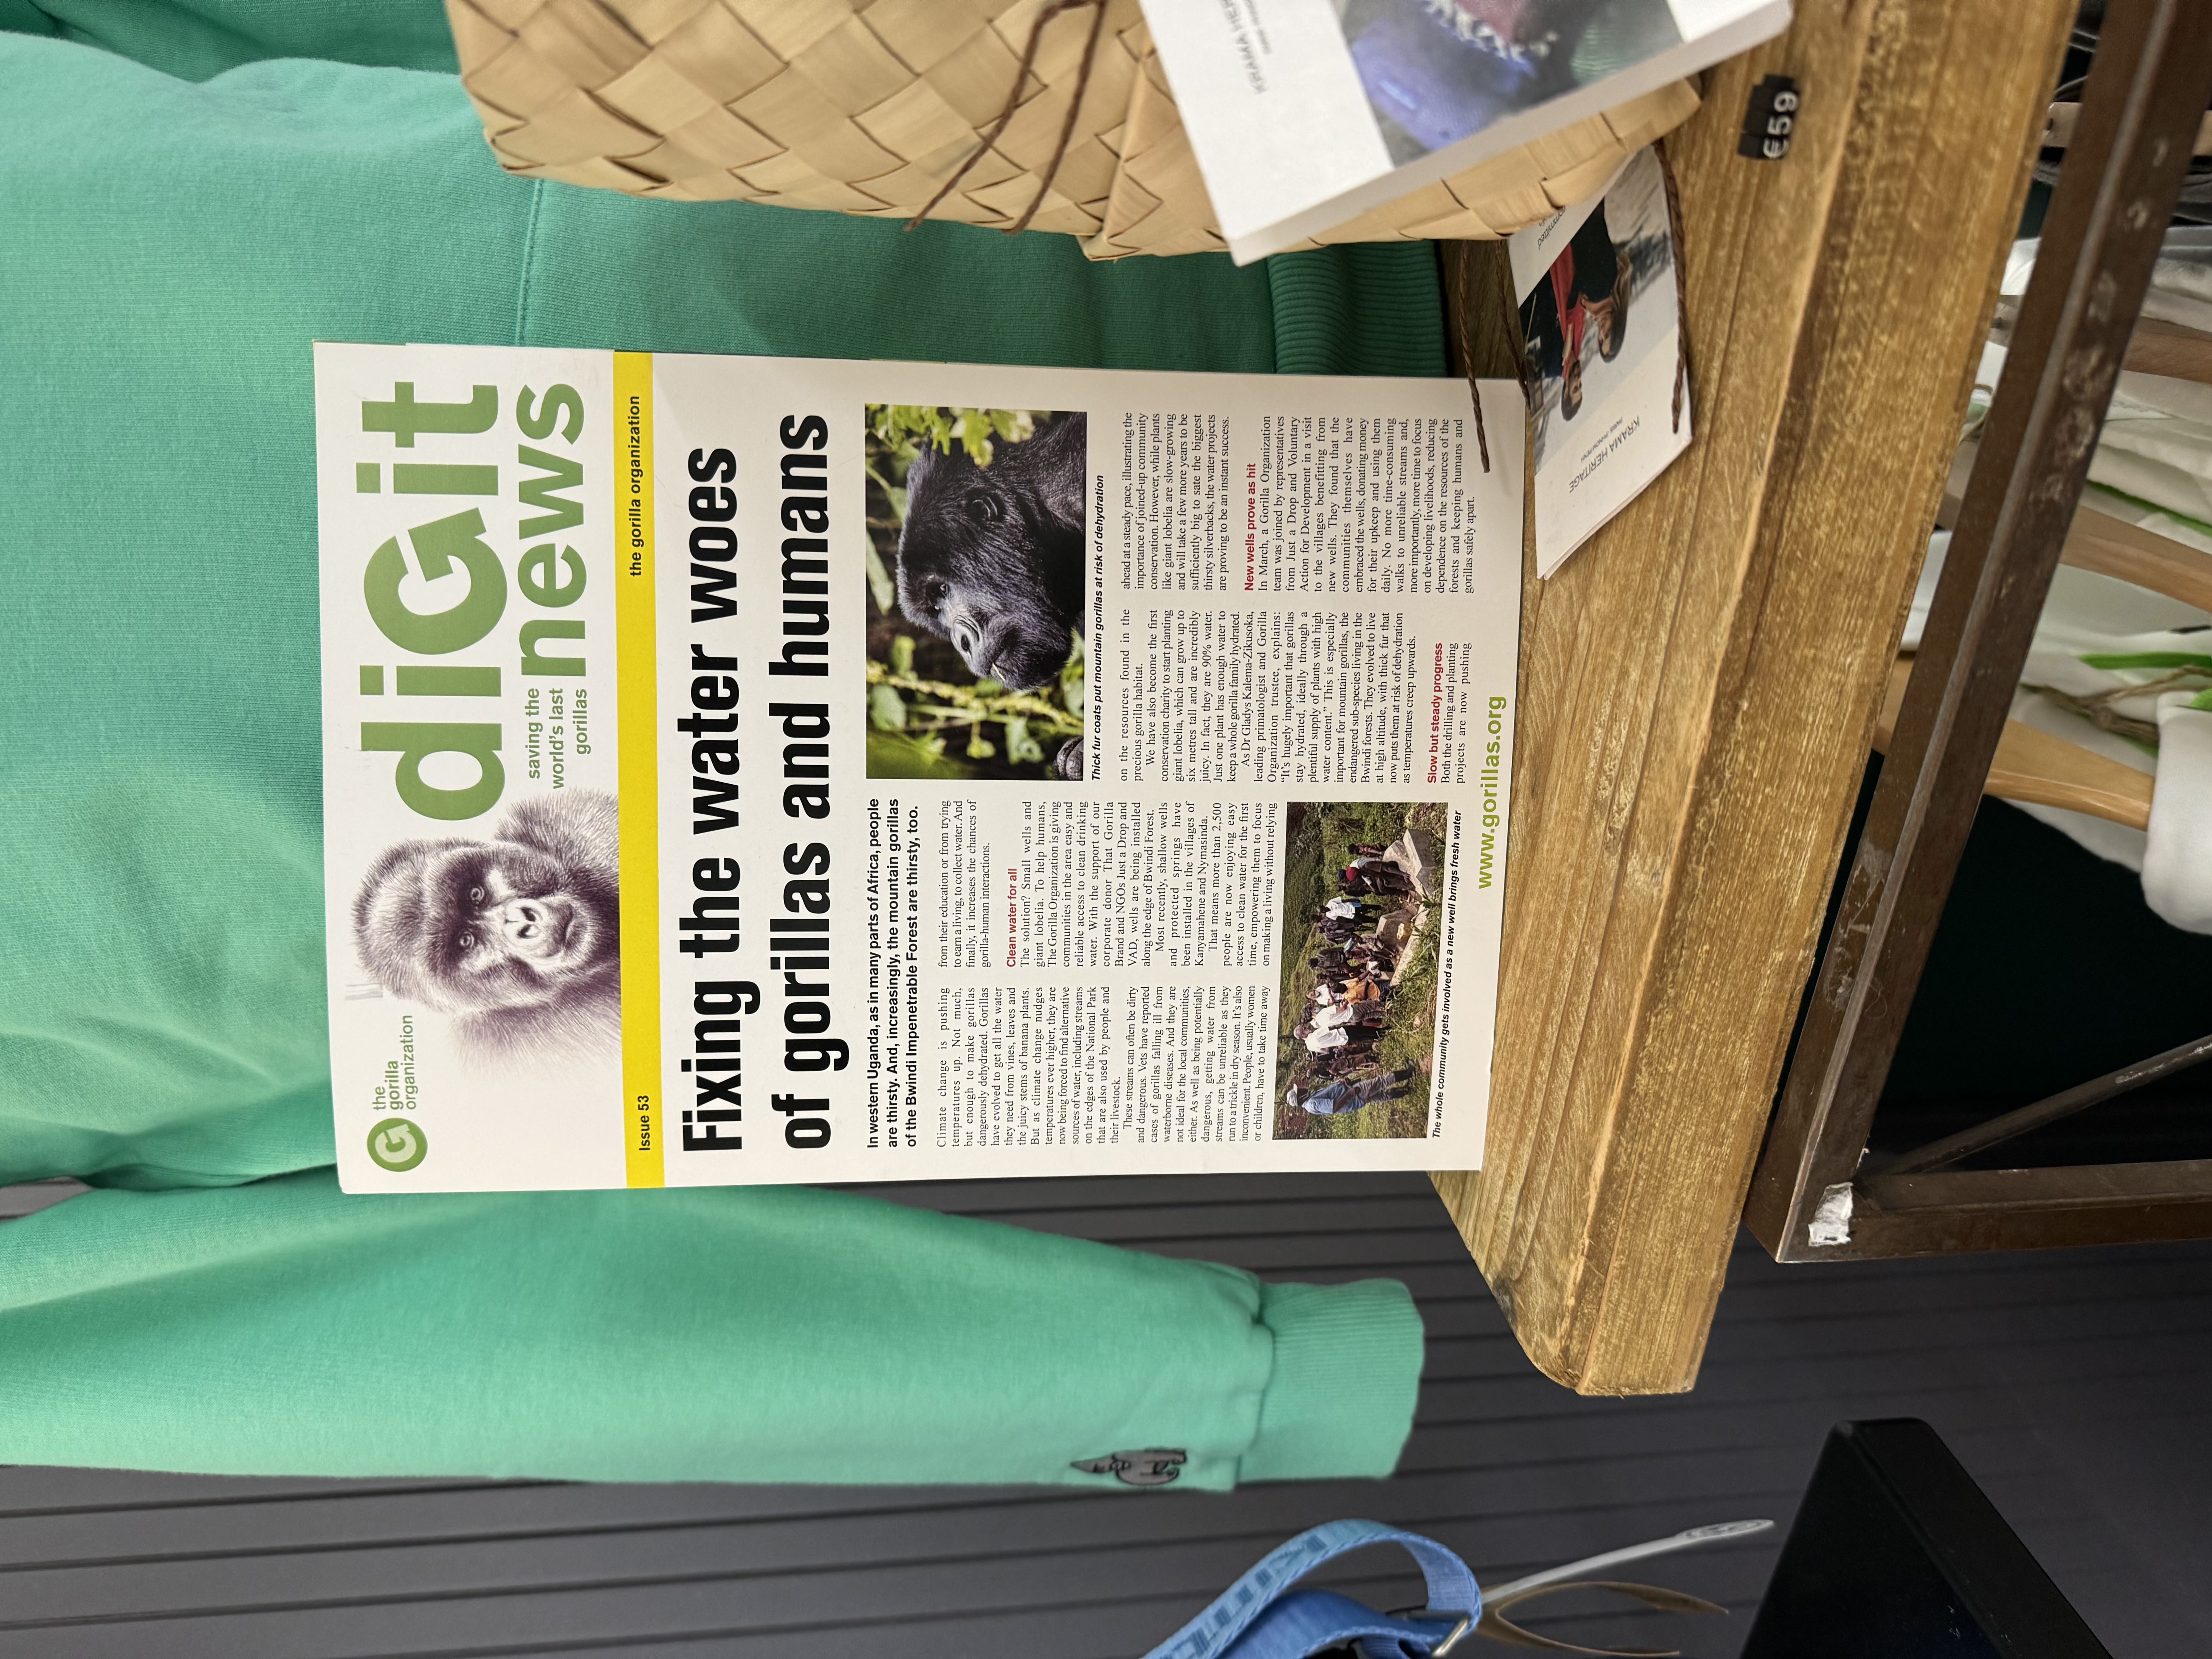 the
gorilla
organization
diGit
news
saving the
world's last
gorillas
Issue 53
the gorilla organization
Fixing the water woes
of gorillas and humans
In western Uganda, as in many parts of Africa, people
are thirsty. And, increasingly, the mountain gorillas
of the Bwindi Impenetrable Forest are thirsty, too.
Climate change is pushing
temperatures up. Not much,
but enough to make gorillas
dangerously dehydrated. Gorillas
have evolved to get all the water
they need from vines, leaves and
the juicy stems of banana plants.
But as climate change nudges
temperatures ever higher, they are
now being forced to find alternative
sources of water, including streams
on the edges of the National Park
that are also used by people and
their livestock.
These streams can often be dirty
and dangerous. Vets have reported
cases of gorillas falling ill from
waterborne diseases. And they are
not ideal for the local communities,
either. As well as being potentially
dangerous, getting water from
streams can be unreliable as they
run to a trickle in dry season. It's also
inconvenient. People, usually women
or children, have to take time away
from their education or from trying
to earn a living, to collect water. And
finally, it increases the chances of
gorilla-human interactions.
Clean water for all
The solution? Small wells and
giant lobelia. To help humans,
The Gorilla Organization is giving
communities in the area easy and
reliable access to clean drinking
water. With the support of our
corporate donor That Gorilla
Brand and NGOs Just a Drop and
VAD, wells are being installed
along the edge of Bwindi Forest.
Most recently, shallow wells
and protected springs have
been installed in the villages of
Kanyamahene and Nymasinda.
That means more than 2,500
people are now enjoying easy
access to clean water for the first
time, empowering them to focus
on making a living without relying
The whole community gets involved as a new well brings fresh water
Thick fur coats put mountain gorillas at risk of dehydration
on the resources found in the
precious gorilla habitat.
We have also become the first
conservation charity to start planting
giant lobelia, which can grow up to
six metres tall and are incredibly
juicy. In fact, they are 90% water.
Just one plant has enough water to
keep a whole gorilla family hydrated.
As Dr Gladys Kalema-Zikusoka,
leading primatologist and Gorilla
Organization trustee, explains:
"It's hugely important that gorillas
stay hydrated, ideally through a
plentiful supply of plants with high
water content." This is especially
important for mountain gorillas, the
endangered sub-species living in the
Bwindi forests. They evolved to live
at high altitude, with thick fur that
now puts them at risk of dehydration
as temperatures creep upwards.
Slow but steady progress
Both the drilling and planting
projects are now pushing
ahead at a steady pace, illustrating the
importance of joined-up community
conservation. However, while plants
like giant lobelia are slow-growing
and will take a few more years to be
sufficiently big to sate the biggest
thirsty silverbacks, the water projects
are proving to be an instant success.
New wells prove as hit
In March, a Gorilla Organization
team was joined by representatives
from Just a Drop and Voluntary
Action for Development in a visit
to the villages benefitting from
new wells. They found that the
communities themselves have
embraced the wells, donating money
for their upkeep and using them
daily. No more time-consuming
walks to unreliable streams and,
more importantly, more time to focus
on developing livelihoods, reducing
dependence on the resources of the
forests and keeping humans and
gorillas safely apart.
www.gorillas.org
KRAMA HER
KRAMA HERITAGE
€59